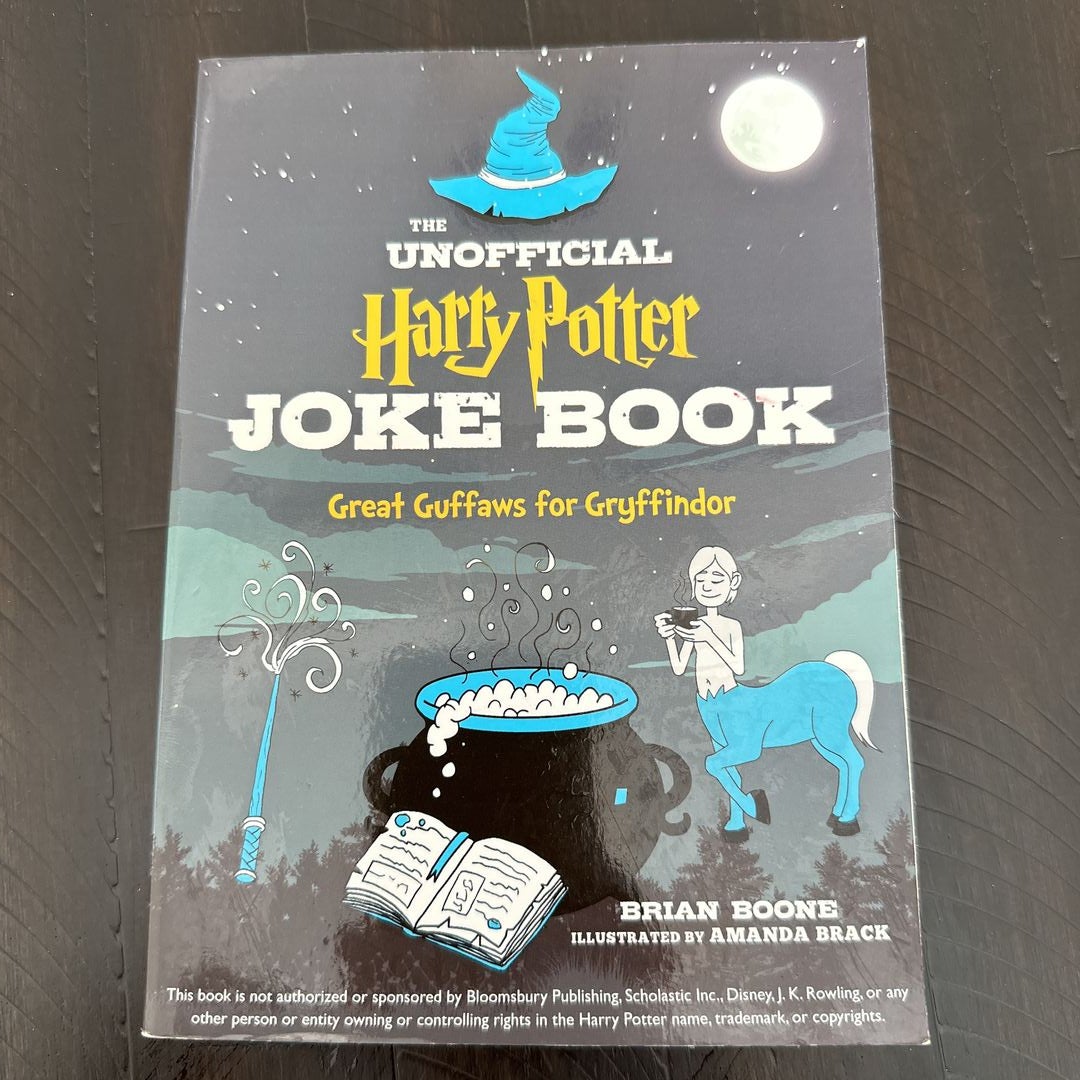 THE
UNOFFICIAL
Harry Potter
JOKE BOOK
Great Guffaws for Gryffindor
BRIAN BOONE
ILLUSTRATED BY AMANDA BRACK
This book is not authorized or sponsored by Bloomsbury Publishing, Scholastic Inc., Disney, J. K. Rowling, or any
other person or entity owning or controlling rights in the Harry Potter name, trademark, or copyrights.